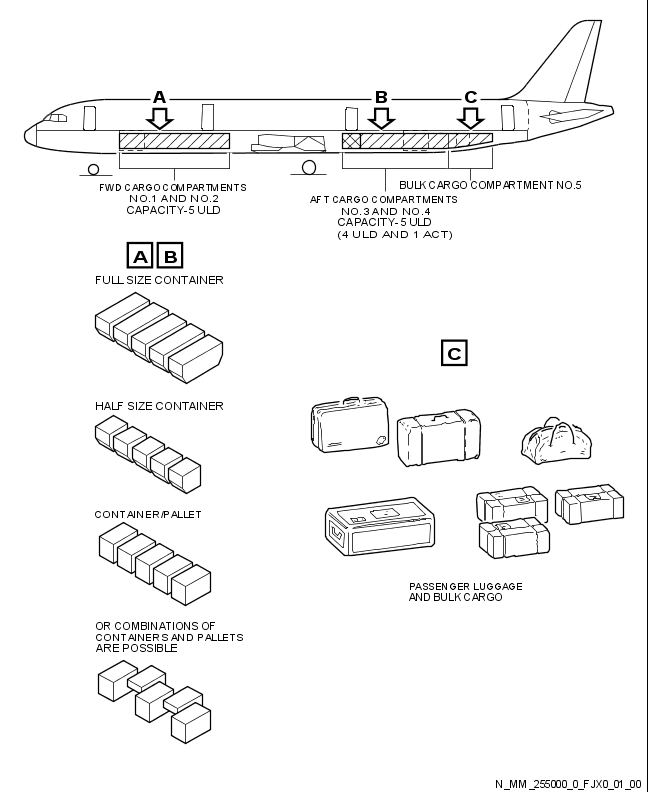 A
B
C
FWD CARGO COMPARTMENTS
NO.1 AND NO.2
CAPACITY-5 ULD
AFT CARGO COMPARTMENTS
NO.3 AND NO.4
CAPACITY-5 ULD
(4 ULD AND 1 ACT)
BULK CARGO COMPARTMENT NO.5
A B
FULL SIZE CONTAINER
HALF SIZE CONTAINER
CONTAINER/PALLET
OR COMBINATIONS OF
CONTAINERS AND PALLETS
ARE POSSIBLE
C
PASSENGER LUGGAGE
AND BULK CARGO
N_MM_255000_0_FJX0_01_00